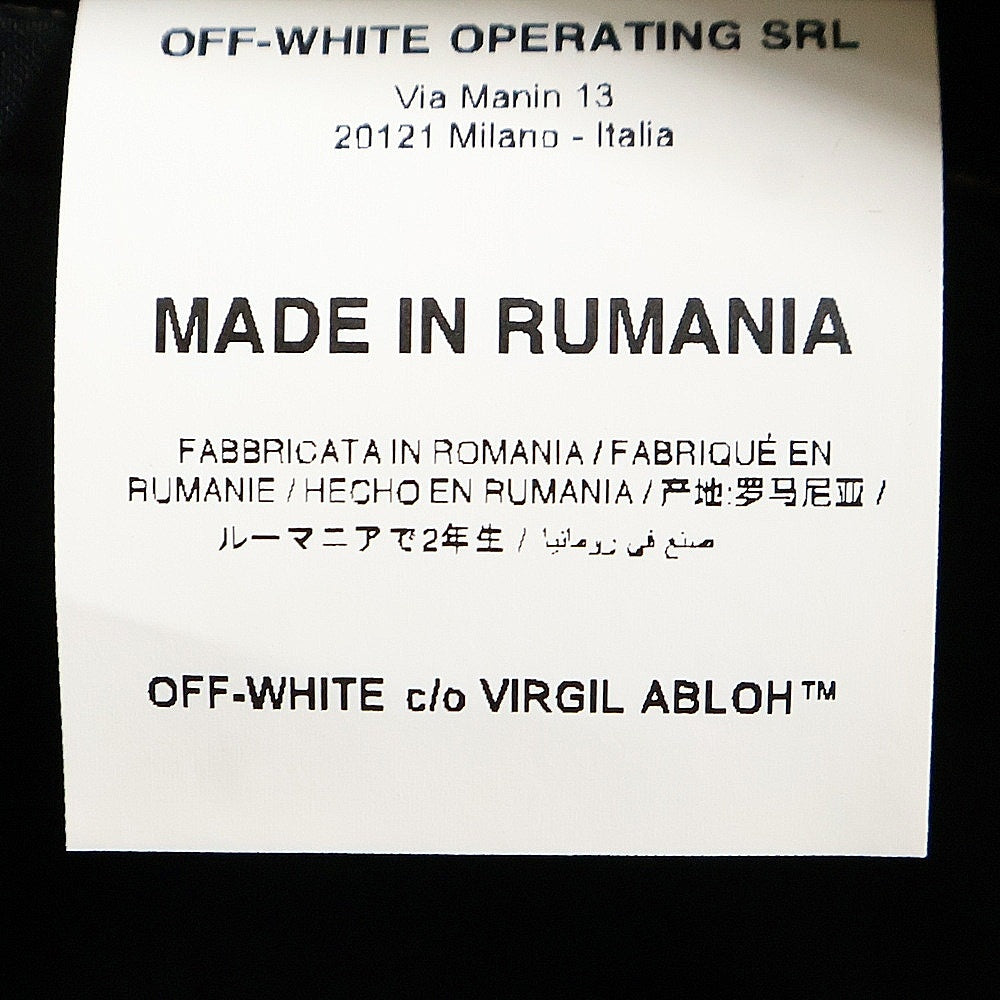 OFF-WHITE OPERATING SRL
Via Manin 13
20121 Milano - Italia
MADE IN RUMANIA
FABBRICATA IN ROMANIA / FABRIQUÉ EN
RUMANIE / HECHO EN RUMANIA / 产地:罗马尼亚 /
ルーマニアで2年生 / صنع في رومانيا
OFF-WHITE c/o VIRGIL ABLOH™